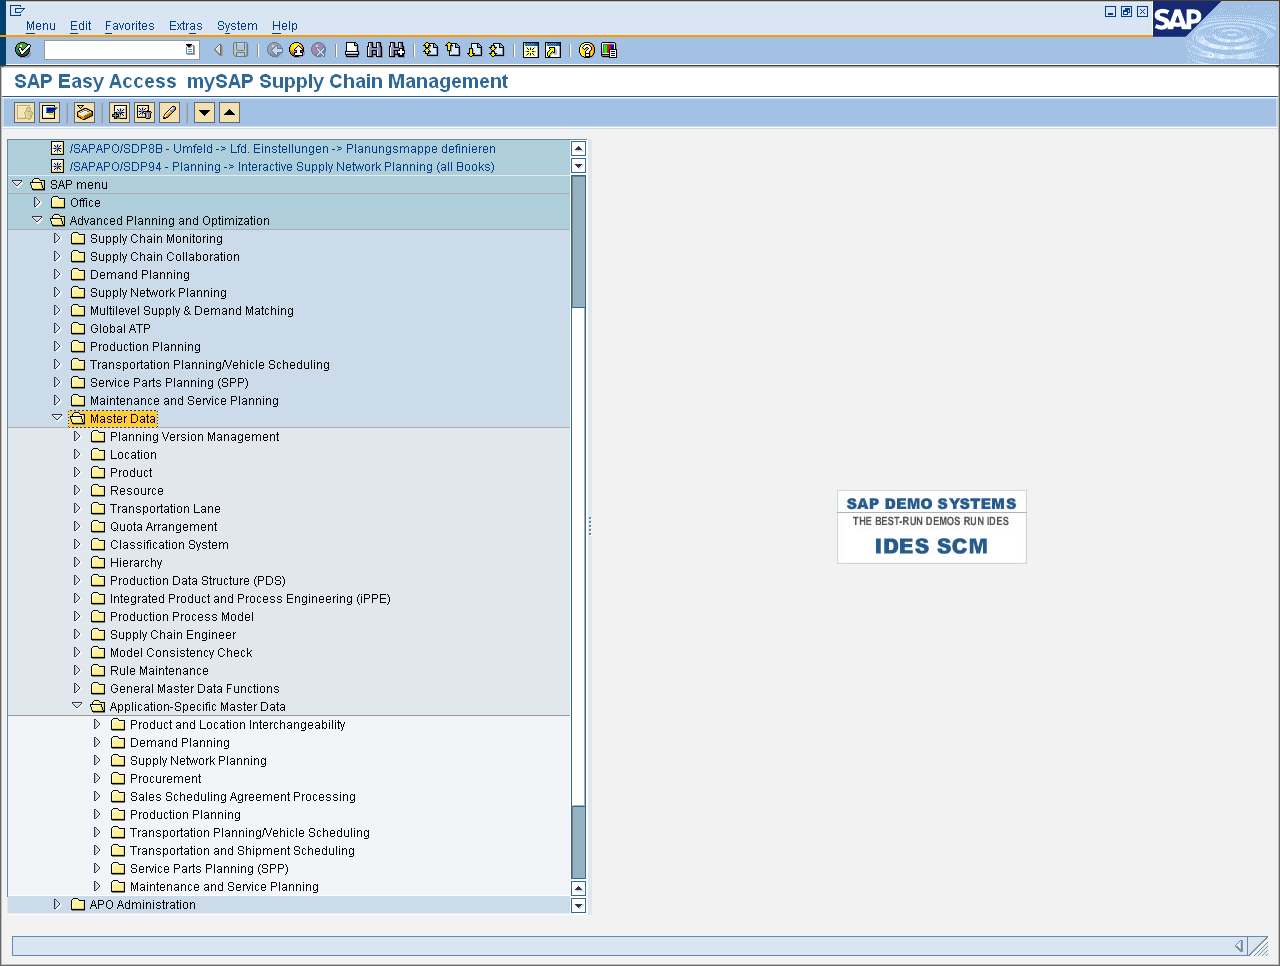 Menu Edit Favorites Extras System Help
SAP
SAP Easy Access mySAP Supply Chain Management
/SAPAPO/SDP8B - Umfeld -> Lfd. Einstellungen -> Planungsmappe definieren
/SAPAPO/SDP94 - Planning -> Interactive Supply Network Planning (all Books)
SAP menu
Office
Advanced Planning and Optimization
Supply Chain Monitoring
Supply Chain Collaboration
Demand Planning
Supply Network Planning
Multilevel Supply & Demand Matching
Global ATP
Production Planning
Transportation Planning/Vehicle Scheduling
Service Parts Planning (SPP)
Maintenance and Service Planning
Master Data
Planning Version Management
Location
Product
Resource
Transportation Lane
Quota Arrangement
Classification System
Hierarchy
Production Data Structure (PDS)
Integrated Product and Process Engineering (iPPE)
Production Process Model
Supply Chain Engineer
Model Consistency Check
Rule Maintenance
General Master Data Functions
Application-Specific Master Data
Product and Location Interchangeability
Demand Planning
Supply Network Planning
Procurement
Sales Scheduling Agreement Processing
Production Planning
Transportation Planning/Vehicle Scheduling
Transportation and Shipment Scheduling
Service Parts Planning (SPP)
Maintenance and Service Planning
APO Administration
SAP DEMO SYSTEMS
THE BEST-RUN DEMOS RUN IDES
IDES SCM